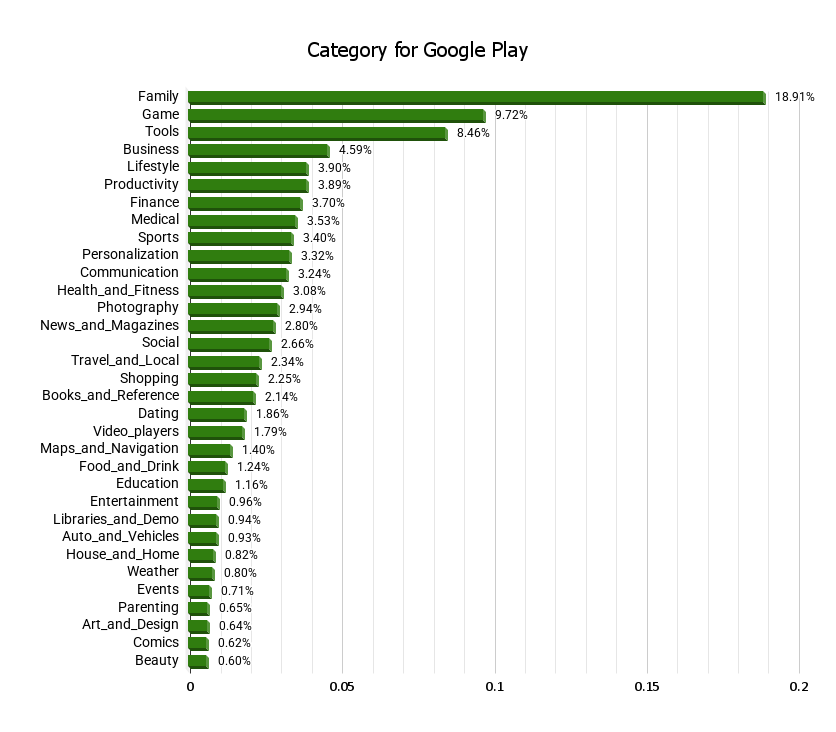 Category for Google Play
Family 18.91%
Game 9.72%
Tools 8.46%
Business 4.59%
Lifestyle 3.90%
Productivity 3.89%
Finance 3.70%
Medical 3.53%
Sports 3.40%
Personalization 3.32%
Communication 3.24%
Health_and_Fitness 3.08%
Photography 2.94%
News_and_Magazines 2.80%
Social 2.66%
Travel_and_Local 2.34%
Shopping 2.25%
Books_and_Reference 2.14%
Dating 1.86%
Video_players 1.79%
Maps_and_Navigation 1.40%
Food_and_Drink 1.24%
Education 1.16%
Entertainment 0.96%
Libraries_and_Demo 0.94%
Auto_and_Vehicles 0.93%
House_and_Home 0.82%
Weather 0.80%
Events 0.71%
Parenting 0.65%
Art_and_Design 0.64%
Comics 0.62%
Beauty 0.60%
0 0.05 0.1 0.15 0.2